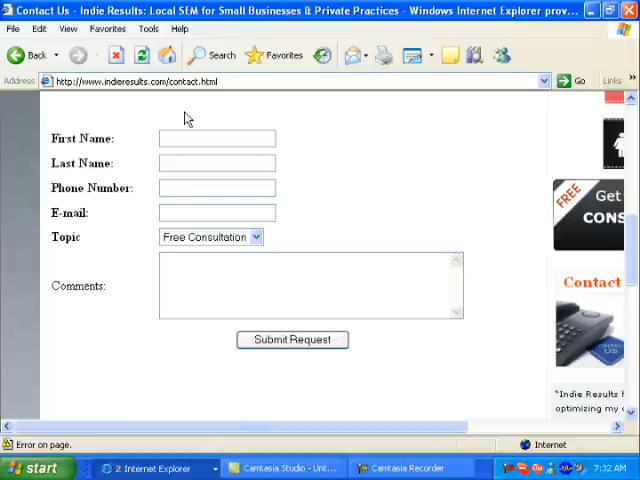 Contact Us - Indie Results: Local SEM for Small Businesses & Private Practices - Windows Internet Explorer prov...
File Edit View Favorites Tools Help
Back Search Favorites
Address http://www.indieresults.com/contact.html Go Links »
First Name:
Last Name:
Phone Number:
E-mail:
Topic Free Consultation
Comments:
Submit Request
FREE Get
CONS
Contact
CONTACT US
"Indie Results h
optimizing my
Error on page. Internet
start 2 Internet Explorer Camtasia Studio - Unt... Camtasia Recorder 7:32 AM